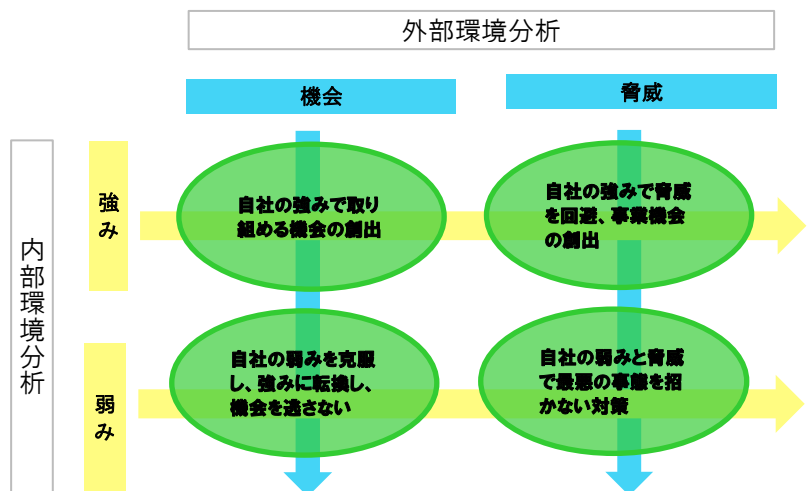 外部環境分析
機会
脅威
内部環境分析
強み
自社の強みで取り
組める機会の創出
自社の強みで脅威
を回避、事業機会
の創出
弱み
自社の弱みを克服
し、強みに転換し、
機会を逃さない
自社の弱みと脅威
で最悪の事態を招
かない対策